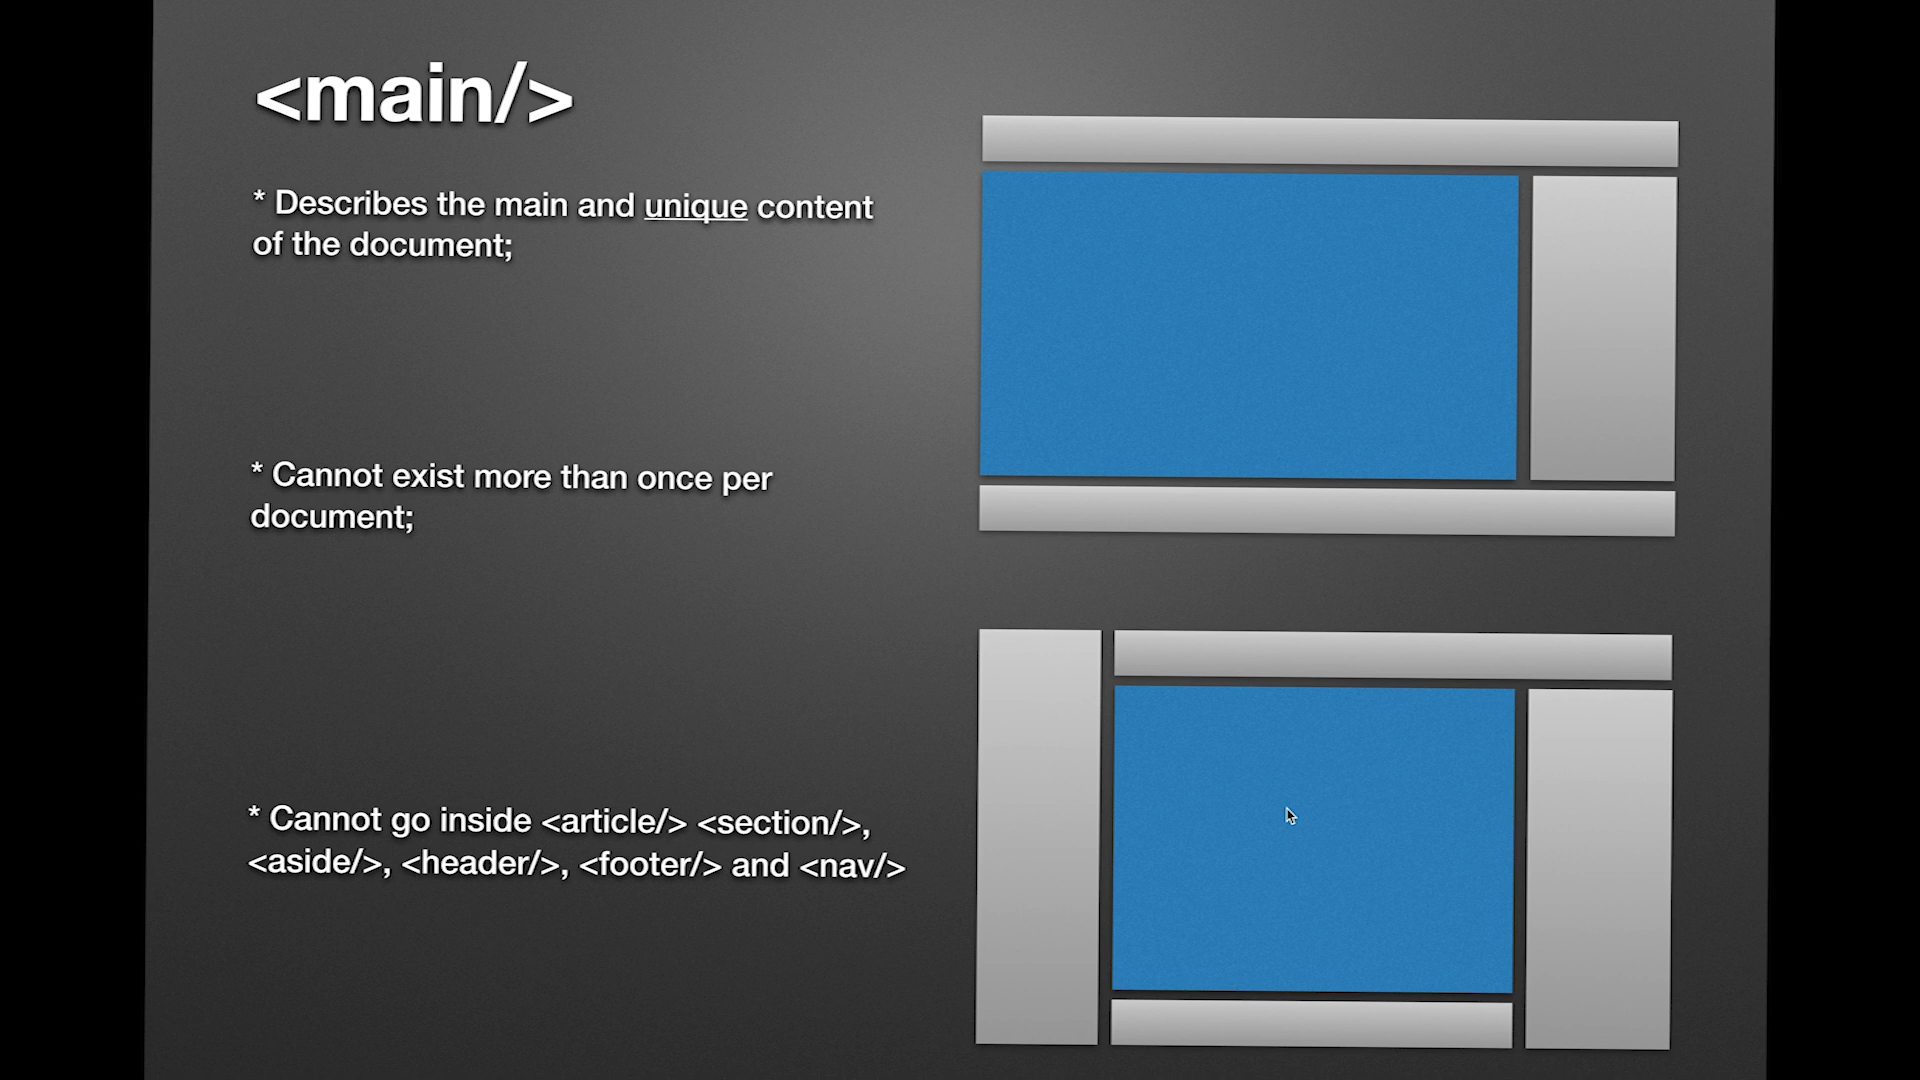 <main/>
* Describes the main and unique content
of the document;
* Cannot exist more than once per
document;
* Cannot go inside <article/> <section/>,
<aside/>, <header/>, <footer/> and <nav/>